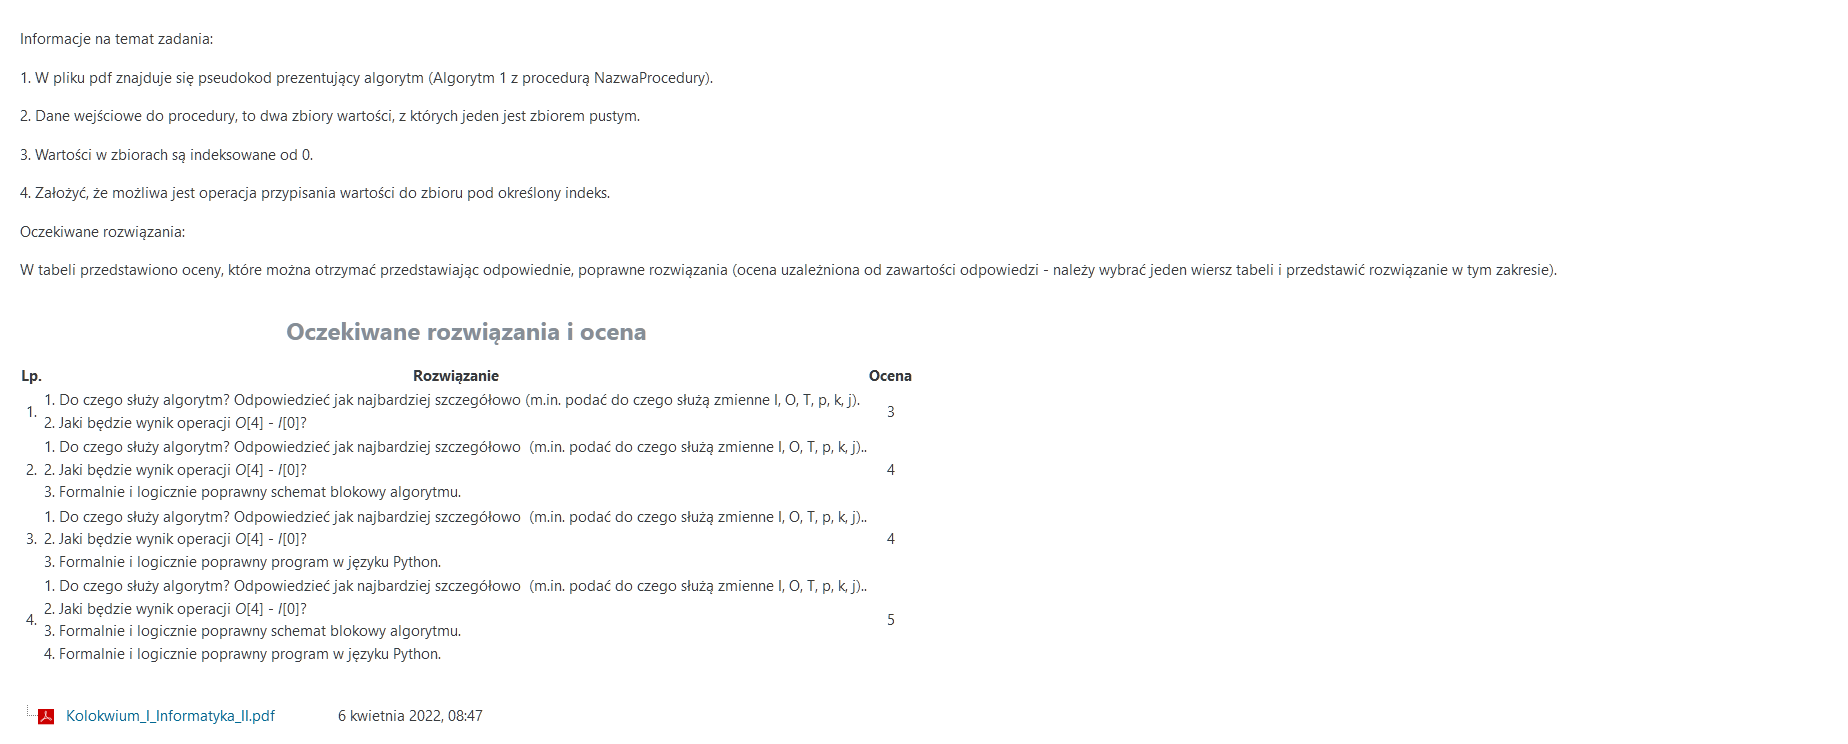 Informacje na temat zadania:
1. W pliku pdf znajduje się pseudokod prezentujący algorytm (Algorytm 1 z procedurą NazwaProcedury).
2. Dane wejściowe do procedury, to dwa zbiory wartości, z których jeden jest zbiorem pustym.
3. Wartości w zbiorach są indeksowane od 0.
4. Założyć, że możliwa jest operacja przypisania wartości do zbioru pod określony indeks.
Oczekiwane rozwiązania:
W tabeli przedstawiono oceny, które można otrzymać przedstawiając odpowiednie, poprawne rozwiązania (ocena uzależniona od zawartości odpowiedzi - należy wybrać jeden wiersz tabeli i przedstawić rozwiązanie w tym zakresie).
Oczekiwane rozwiązania i ocena
Lp. Rozwiązanie Ocena
1. Do czego służy algorytm? Odpowiedzieć jak najbardziej szczegółowo (m.in. podać do czego służą zmienne I, O, T, p, k, j).
1. 3
2. Jaki będzie wynik operacji O[4] - I[0]?
1. Do czego służy algorytm? Odpowiedzieć jak najbardziej szczegółowo (m.in. podać do czego służą zmienne I, O, T, p, k, j)..
2. 2. Jaki będzie wynik operacji O[4] - I[0]? 4
3. Formalnie i logicznie poprawny schemat blokowy algorytmu.
1. Do czego służy algorytm? Odpowiedzieć jak najbardziej szczegółowo (m.in. podać do czego służą zmienne I, O, T, p, k, j)..
3. 2. Jaki będzie wynik operacji O[4] - I[0]? 4
3. Formalnie i logicznie poprawny program w języku Python.
1. Do czego służy algorytm? Odpowiedzieć jak najbardziej szczegółowo (m.in. podać do czego służą zmienne I, O, T, p, k, j)..
2. Jaki będzie wynik operacji O[4] - I[0]?
4. 5
3. Formalnie i logicznie poprawny schemat blokowy algorytmu.
4. Formalnie i logicznie poprawny program w języku Python.
Kolokwium_I_Informatyka_II.pdf 6 kwietnia 2022, 08:47